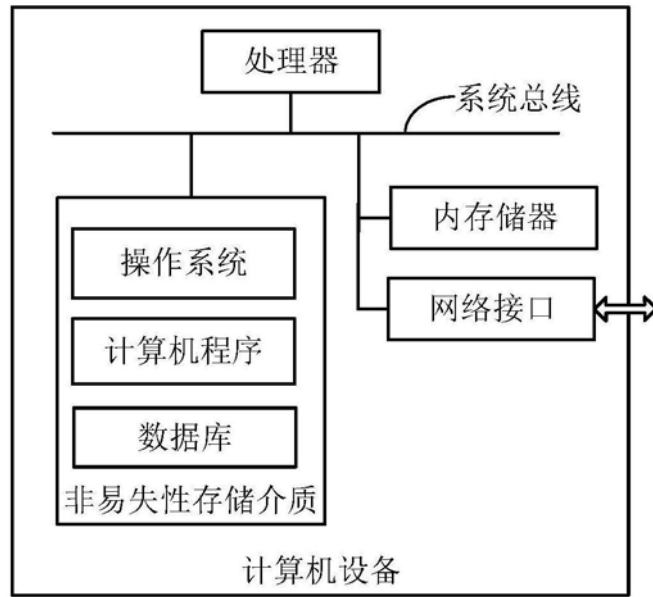 处理器
系统总线
内存储器
操作系统
网络接口
计算机程序
数据库
非易失性存储介质
计算机设备